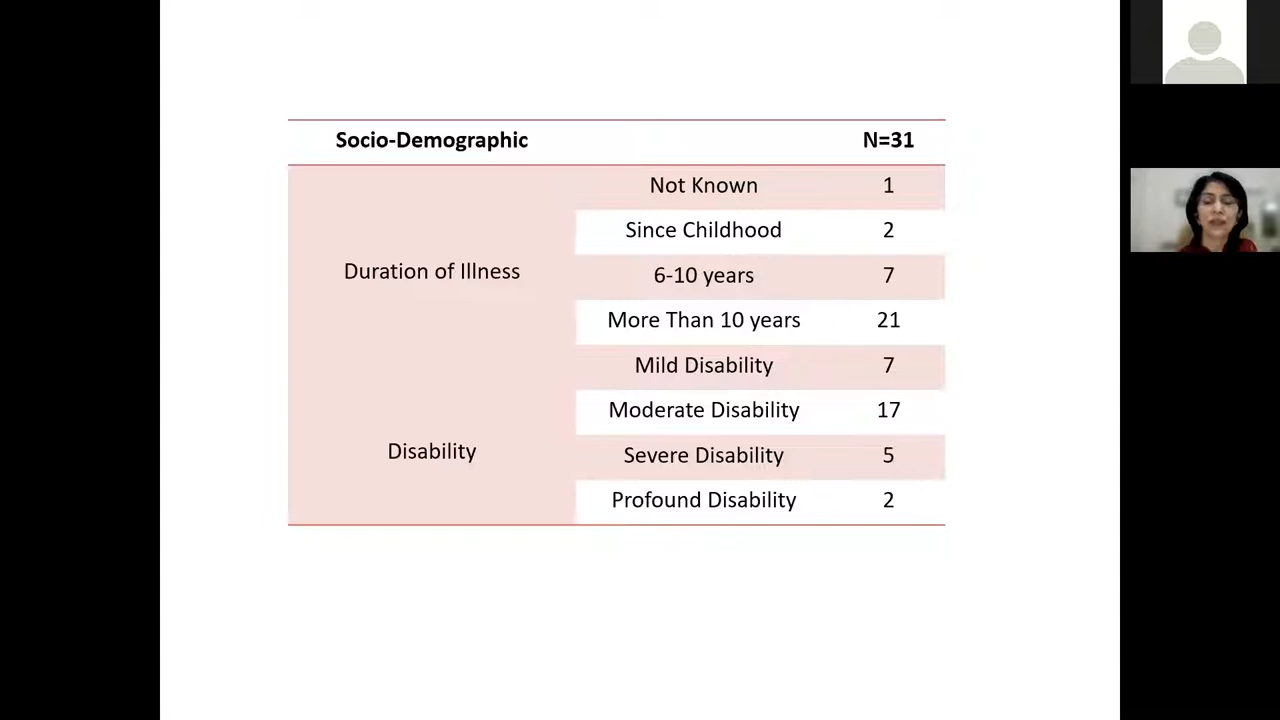 Socio-Demographic N=31
Duration of Illness
Not Known 1
Since Childhood 2
6-10 years 7
More Than 10 years 21
Disability
Mild Disability 7
Moderate Disability 17
Severe Disability 5
Profound Disability 2